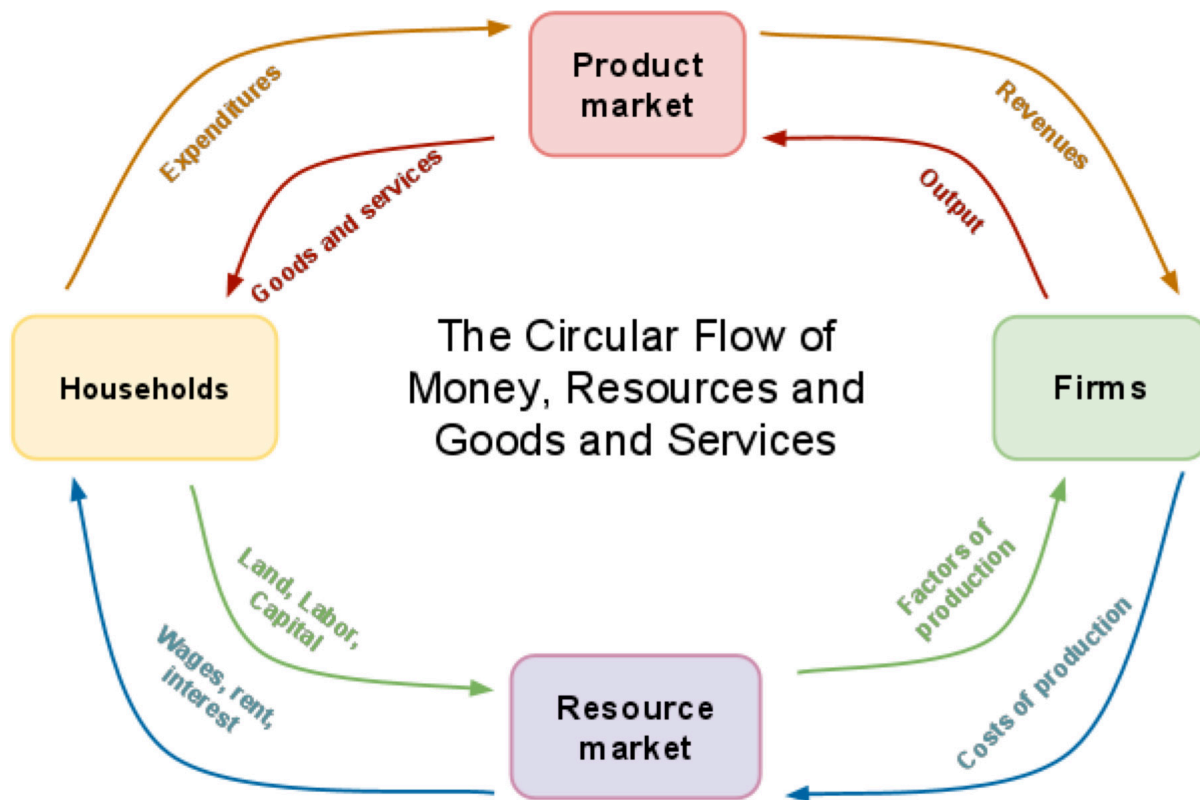 Product
market
Expenditures
Revenues
Goods and services
Output
The Circular Flow of
Money, Resources and
Goods and Services
Households
Firms
Land, Labor,
Capital
Factors of
production
Wages, rent,
interest
Costs of production
Resource
market